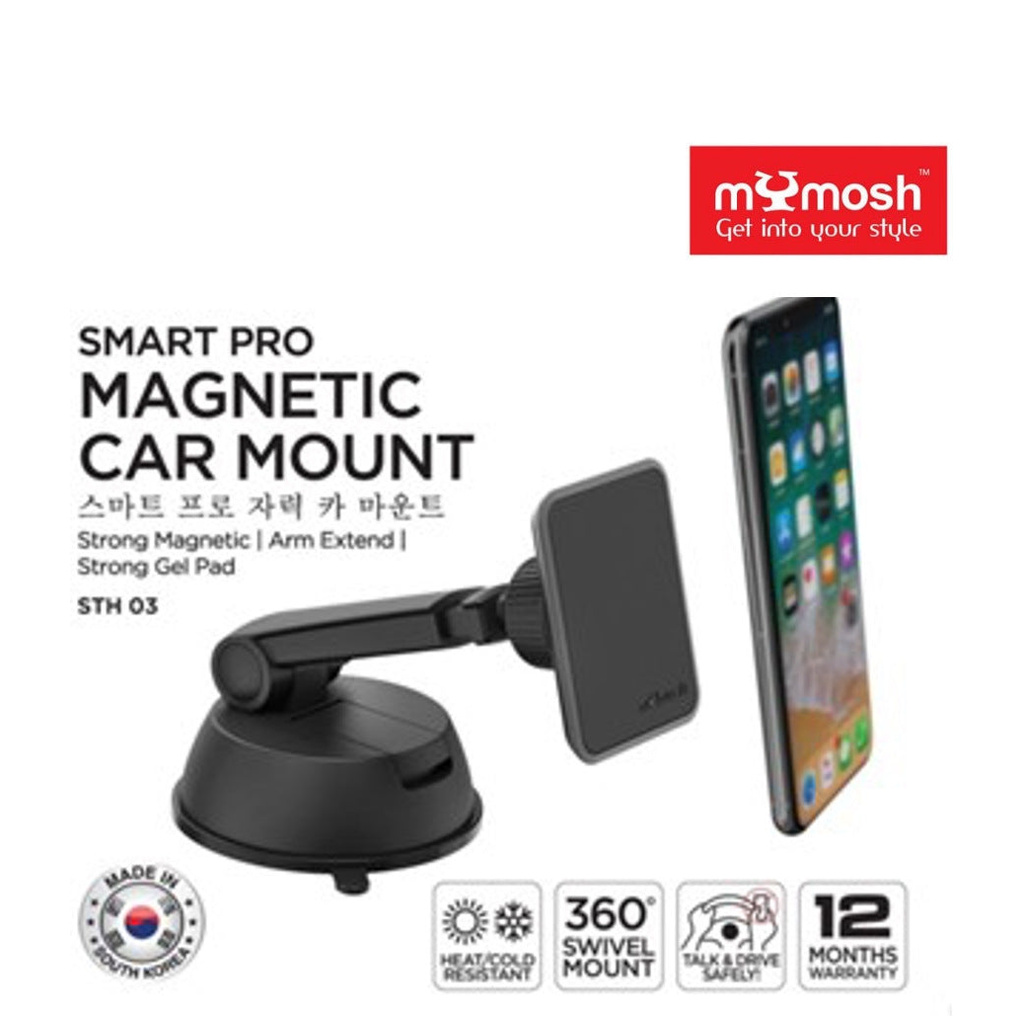 mymosh™
Get into your style
SMART PRO
MAGNETIC
CAR MOUNT
스마트 프로 자력 카 마운트
Strong Magnetic | Arm Extend |
Strong Gel Pad
STH 03
mymosh
MADE IN
SOUTH KOREA
HEAT/COLD
RESISTANT
360°
SWIVEL
MOUNT
TALK & DRIVE
SAFELY!
12
MONTHS
WARRANTY